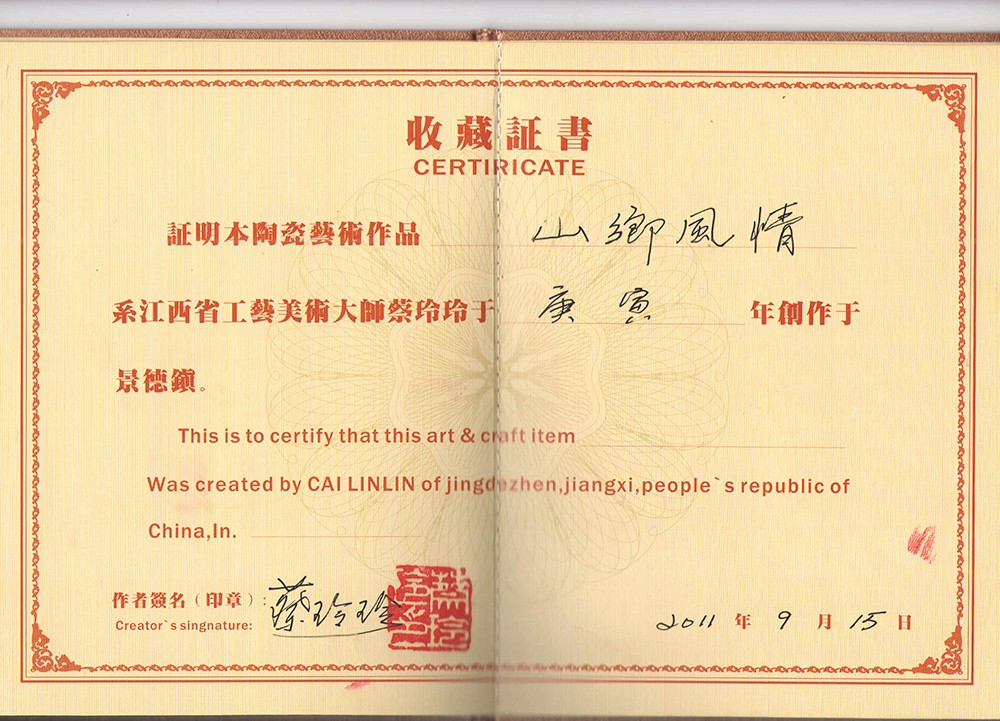 收藏証書
CERTIRICATE
証明本陶瓷藝術作品 山鄉風情
系江西省工藝美術大師蔡玲玲于 庚寅 年創作于
景德鎮。
This is to certify that this art & craft item
Was created by CAI LINLIN of jingdezhen,jiangxi,people`s republic of
China,In.
作者簽名（印章）: 蔡玲玲
Creator`s singnature:
2011 年 9 月 15 日